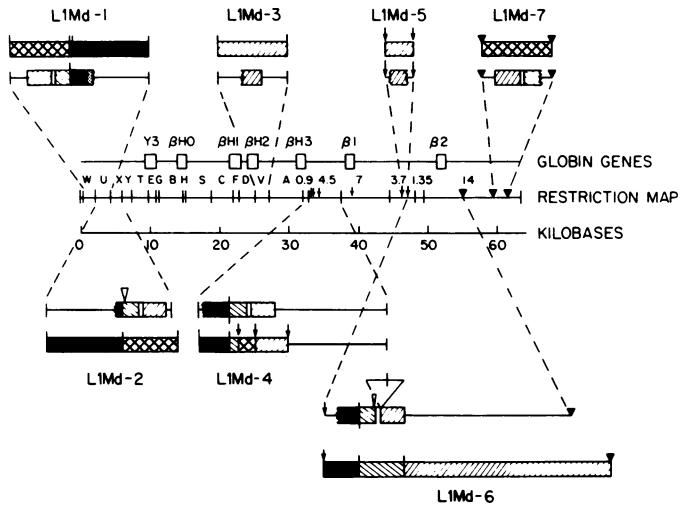 L1Md-1
L1Md-3
L1Md-5
L1Md-7
Y3 βH0 βH1 βH2 βH3 β1 β2
GLOBIN GENES
W U X Y T E G B H S C F D V A 0.9 4.5 7 3.7 1.35 14
RESTRICTION MAP
KILOBASES
0 10 20 30 40 50 60
L1Md-2
L1Md-4
L1Md-6